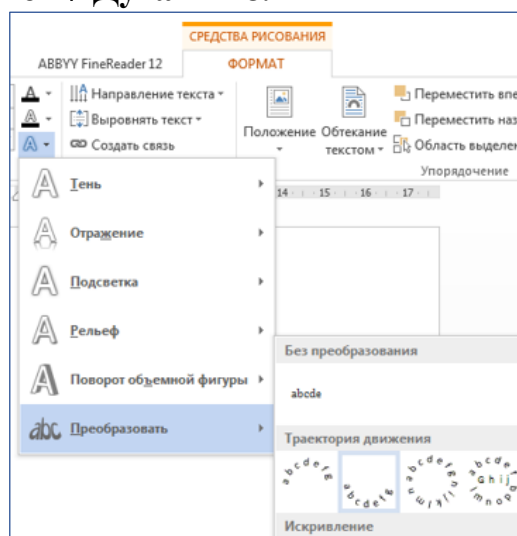 СРЕДСТВА РИСОВАНИЯ
ABBYY FineReader 12 ФОРМАТ
Направление текста
Выровнять текст
Создать связь
Положение
Обтекание текстом
Переместить впе
Переместить наз
Область выделен
Упорядочение
14 15 16 17
Тень
Отражение
Подсветка
Рельеф
Поворот объемной фигуры
Преобразовать
Без преобразования
abcde
Траектория движения
Искривление